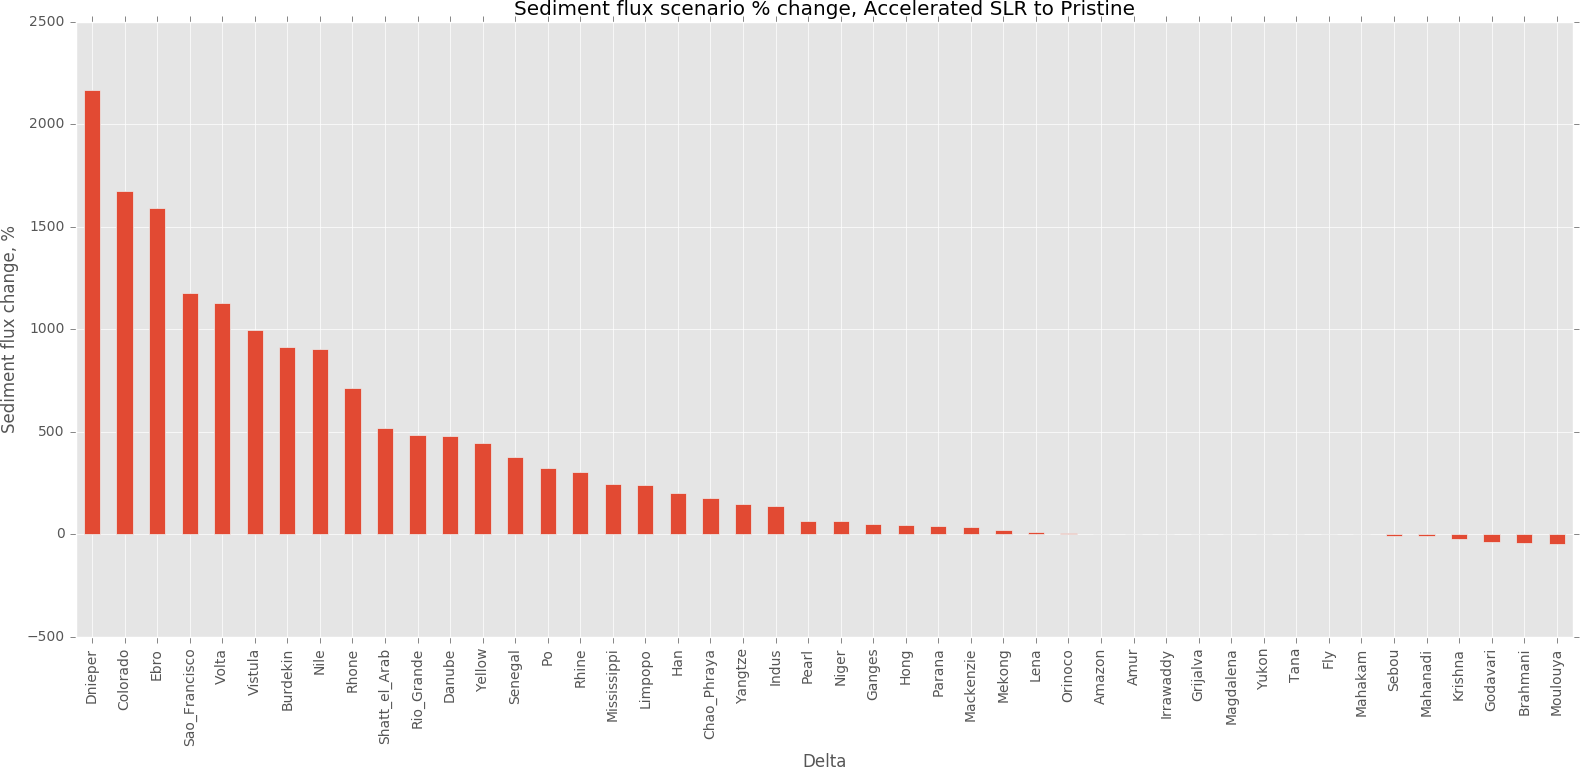 Sediment flux scenario % change, Accelerated SLR to Pristine
Sediment flux change, %
2500
2000
1500
1000
500
0
−500
Dnieper
Colorado
Ebro
Sao_Francisco
Volta
Vistula
Burdekin
Nile
Rhone
Shatt_el_Arab
Rio_Grande
Danube
Yellow
Senegal
Po
Rhine
Mississippi
Limpopo
Han
Chao_Phraya
Yangtze
Indus
Pearl
Niger
Ganges
Hong
Parana
Mackenzie
Mekong
Lena
Orinoco
Amazon
Amur
Irrawaddy
Grijalva
Magdalena
Yukon
Tana
Fly
Mahakam
Sebou
Mahanadi
Krishna
Godavari
Brahmani
Moulouya
Delta